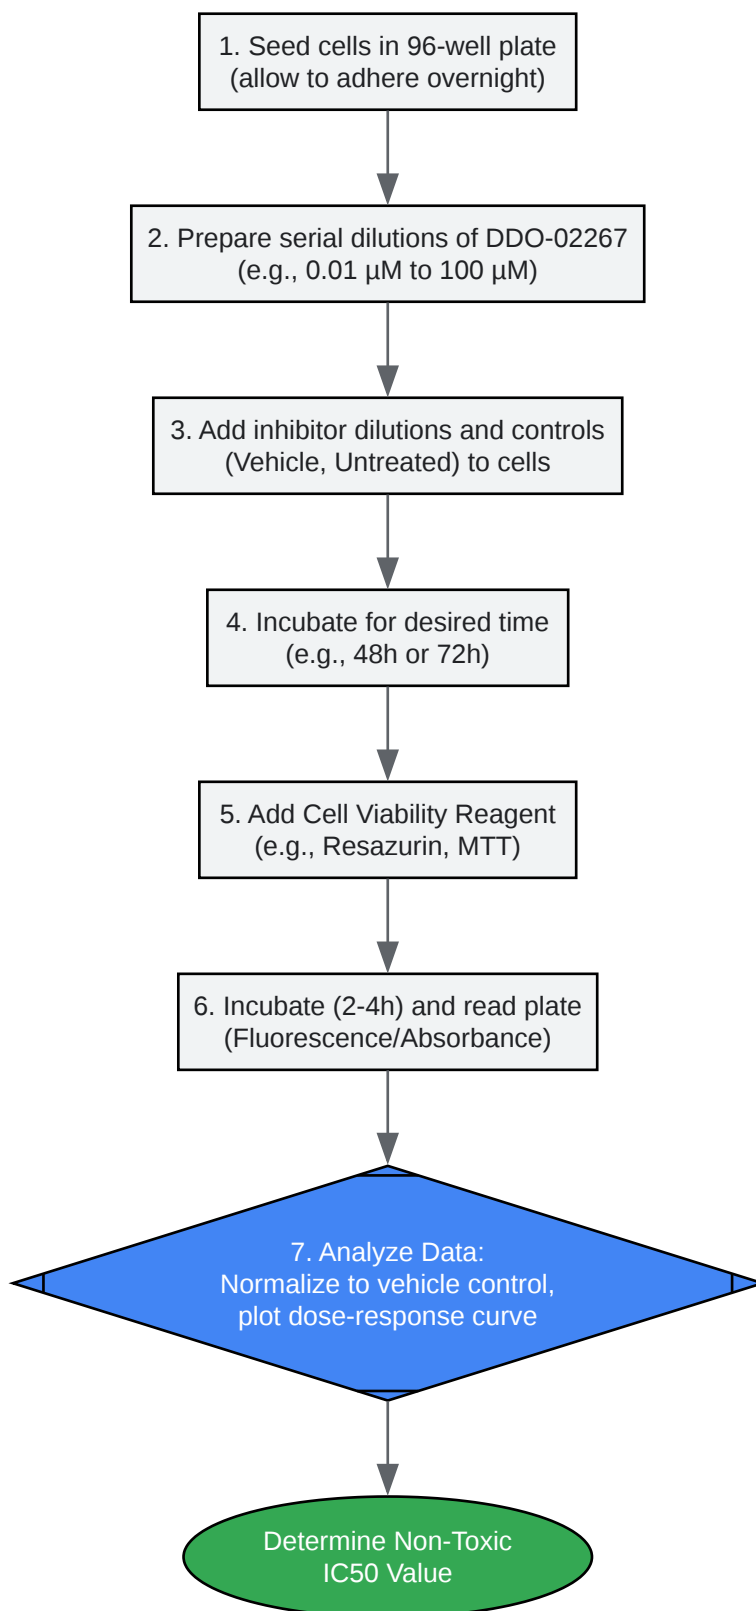 1. Seed cells in 96-well plate
(allow to adhere overnight)
2. Prepare serial dilutions of DDO-02267
(e.g., 0.01 µM to 100 µM)
3. Add inhibitor dilutions and controls
(Vehicle, Untreated) to cells
4. Incubate for desired time
(e.g., 48h or 72h)
5. Add Cell Viability Reagent
(e.g., Resazurin, MTT)
6. Incubate (2-4h) and read plate
(Fluorescence/Absorbance)
7. Analyze Data:
Normalize to vehicle control,
plot dose-response curve
Determine Non-Toxic
IC50 Value